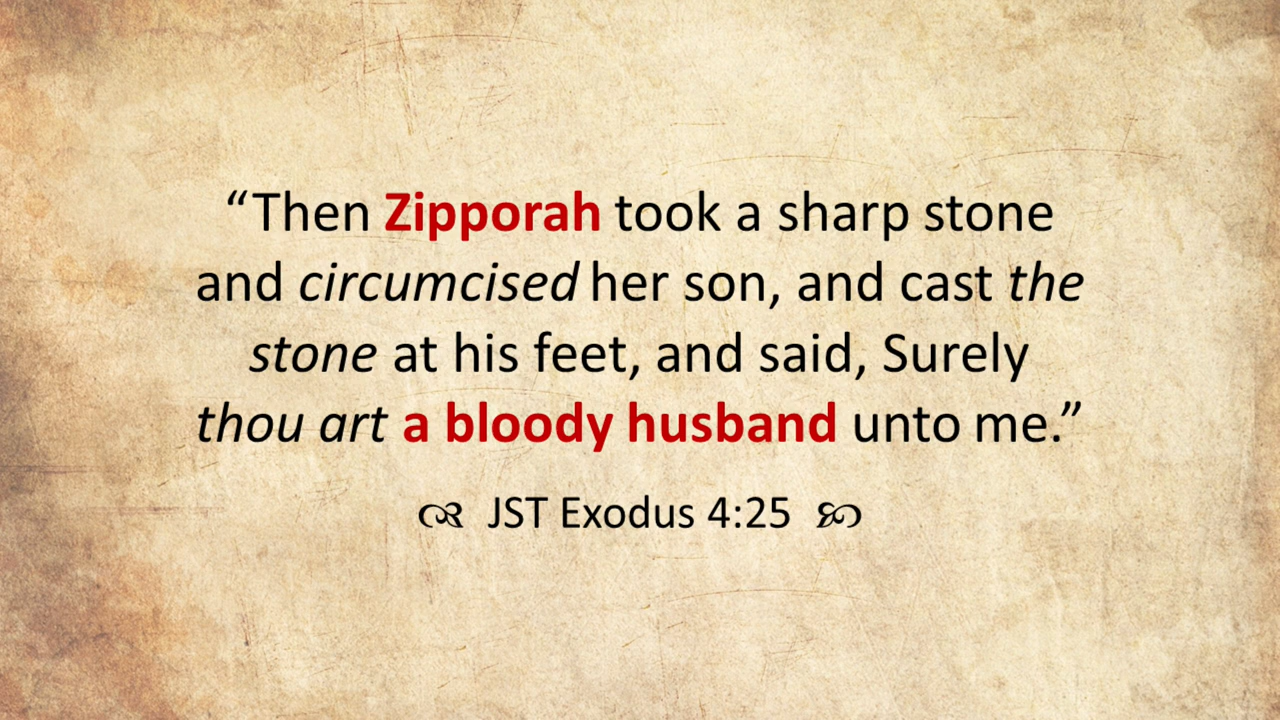 “Then Zipporah took a sharp stone
and circumcised her son, and cast the
stone at his feet, and said, Surely
thou art a bloody husband unto me.”
JST Exodus 4:25